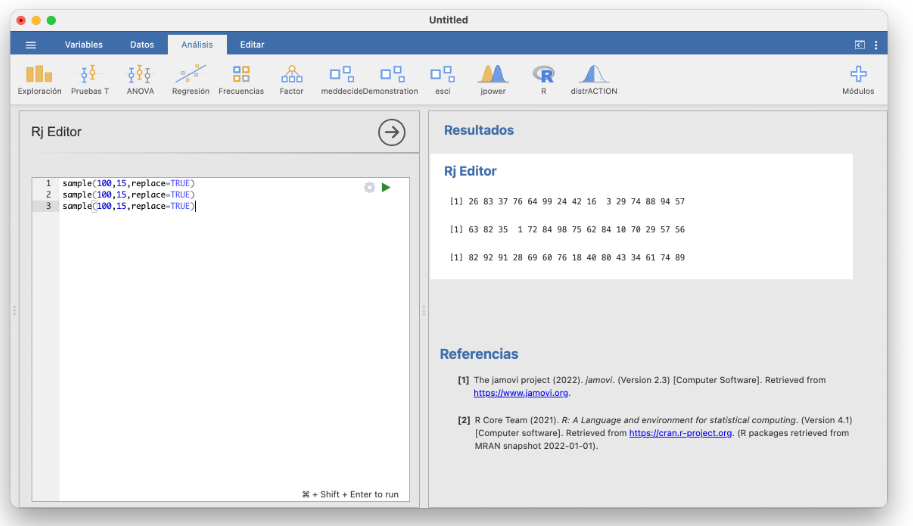 Untitled
Variables Datos Análisis Editar
Exploración Pruebas T ANOVA Regresión Frecuencias Factor meddecide Demonstration esci jpower R distrACTION Módulos
Rj Editor
1 sample(100,15,replace=TRUE)
2 sample(100,15,replace=TRUE)
3 sample(100,15,replace=TRUE)
⌘ + Shift + Enter to run
Resultados
Rj Editor
[1] 26 83 37 76 64 99 24 42 16 3 29 74 88 94 57
[1] 63 82 35 1 72 84 98 75 62 84 10 70 29 57 56
[1] 82 92 91 28 69 60 76 18 40 80 43 34 61 74 89
Referencias
[1] The jamovi project (2022). jamovi. (Version 2.3) [Computer Software]. Retrieved from
https://www.jamovi.org.
[2] R Core Team (2021). R: A Language and environment for statistical computing. (Version 4.1)
[Computer software]. Retrieved from https://cran.r-project.org. (R packages retrieved from
MRAN snapshot 2022-01-01).